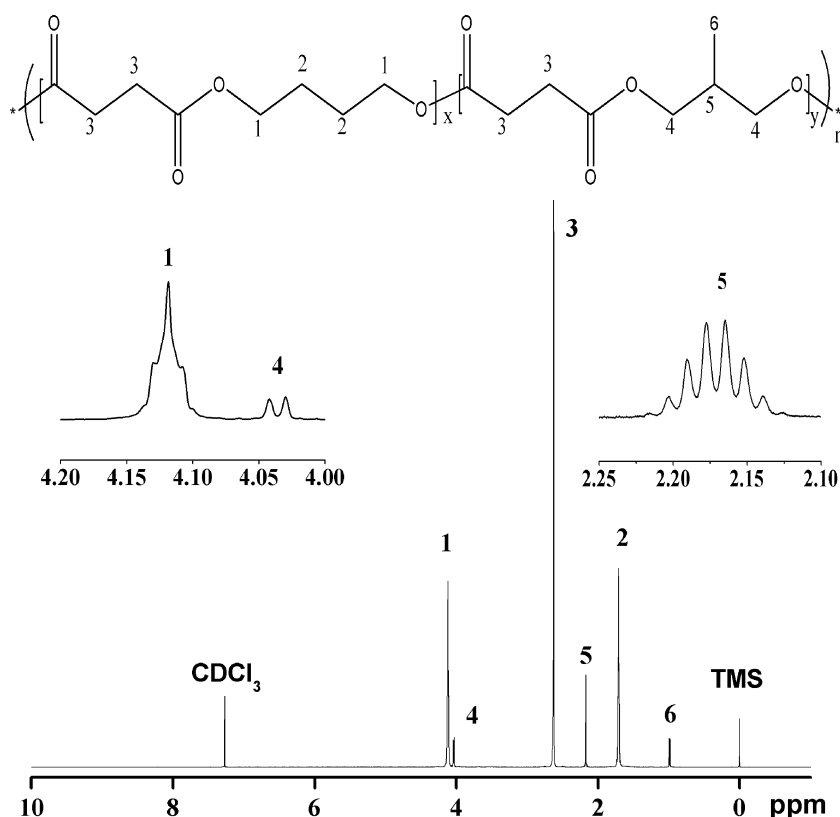 O O 6
3 2 1 3
* ( [ O O ] x [ O 5 O ] y ) *
3 1 2 3 4 4 n
O O
3
1 5
4
4.20 4.15 4.10 4.05 4.00
2.25 2.20 2.15 2.10
1 2
CDCl3 4 5 6 TMS
10 8 6 4 2 0 ppm